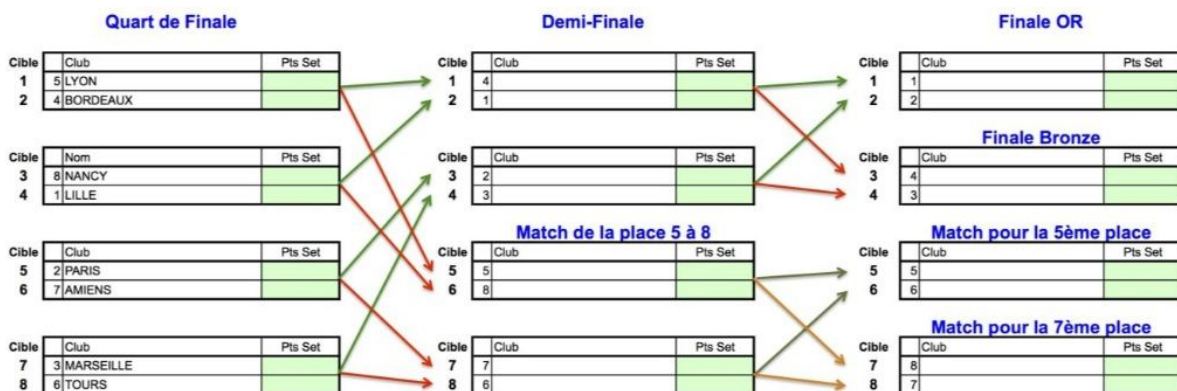 Quart de Finale
Demi-Finale
Finale OR
Cible Club Pts Set
1 5 LYON
2 4 BORDEAUX
Cible Club Pts Set
1 4
2 1
Cible Club Pts Set
1 1
2 2
Cible Nom Pts Set
3 8 NANCY
4 1 LILLE
Cible Club Pts Set
3 2
4 3
Finale Bronze
Cible Club Pts Set
3 4
4 3
Cible Club Pts Set
5 2 PARIS
6 7 AMIENS
Match de la place 5 à 8
Cible Club Pts Set
5 5
6 8
Match pour la 5ème place
Cible Club Pts Set
5 5
6 6
Cible Club Pts Set
7 3 MARSEILLE
8 6 TOURS
Cible Club Pts Set
7 7
8 6
Match pour la 7ème place
Cible Club Pts Set
7 8
8 7